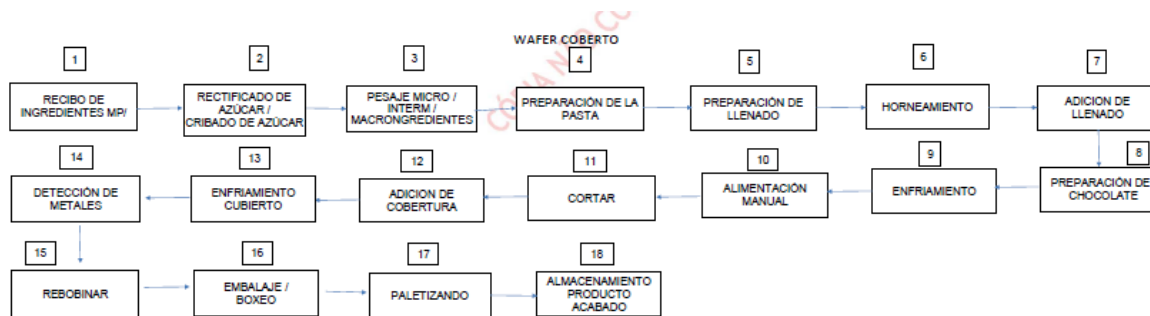 WAFER COBERTO
CÓPIA NÃO CO
1
RECIBO DE
INGREDIENTES MP/
2
RECTIFICADO DE
AZÚCAR /
CRIBADO DE AZÚCAR
3
PESAJE MICRO /
INTERM /
MACRONGREDIENTES
4
PREPARACIÓN DE LA
PASTA
5
PREPARACIÓN DE
LLENADO
6
HORNEAMIENTO
7
ADICION DE
LLENADO
8
PREPARACIÓN DE
CHOCOLATE
9
ENFRIAMIENTO
10
ALIMENTACIÓN
MANUAL
11
CORTAR
12
ADICION DE
COBERTURA
13
ENFRIAMIENTO
CUBIERTO
14
DETECCIÓN DE
METALES
15
REBOBINAR
16
EMBALAJE /
BOXEO
17
PALETIZANDO
18
ALMACENAMIENTO
PRODUCTO
ACABADO